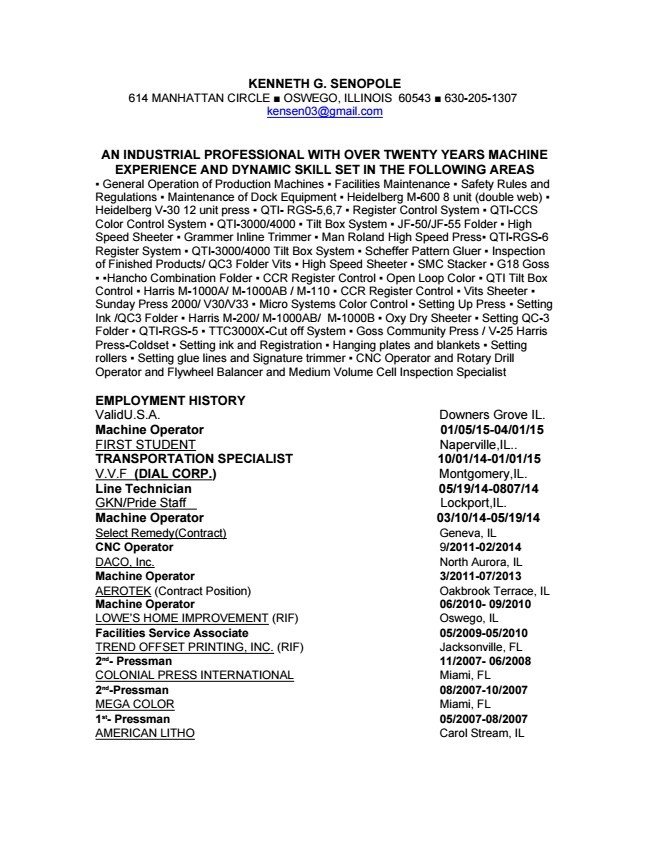 KENNETH G. SENOPOLE
614 MANHATTAN CIRCLE ■ OSWEGO, ILLINOIS 60543 ■ 630-205-1307
kensen03@gmail.com
AN INDUSTRIAL PROFESSIONAL WITH OVER TWENTY YEARS MACHINE
EXPERIENCE AND DYNAMIC SKILL SET IN THE FOLLOWING AREAS
▪ General Operation of Production Machines ▪ Facilities Maintenance ▪ Safety Rules and
Regulations ▪ Maintenance of Dock Equipment ▪ Heidelberg M-600 8 unit (double web) ▪
Heidelberg V-30 12 unit press ▪ QTI- RGS-5,6,7 ▪ Register Control System ▪ QTI-CCS
Color Control System ▪ QTI-3000/4000 ▪ Tilt Box System ▪ JF-50/JF-55 Folder ▪ High
Speed Sheeter ▪ Grammer Inline Trimmer ▪ Man Roland High Speed Press▪ QTI-RGS-6
Register System ▪ QTI-3000/4000 Tilt Box System ▪ Scheffer Pattern Gluer ▪ Inspection
of Finished Products/ QC3 Folder Vits ▪ High Speed Sheeter ▪ SMC Stacker ▪ G18 Goss
▪ ▪Hancho Combination Folder ▪ CCR Register Control ▪ Open Loop Color ▪ QTI Tilt Box
Control ▪ Harris M-1000A/ M-1000AB / M-110 ▪ CCR Register Control ▪ Vits Sheeter ▪
Sunday Press 2000/ V30/V33 ▪ Micro Systems Color Control ▪ Setting Up Press ▪ Setting
Ink /QC3 Folder ▪ Harris M-200/ M-1000AB/ M-1000B ▪ Oxy Dry Sheeter ▪ Setting QC-3
Folder ▪ QTI-RGS-5 ▪ TTC3000X-Cut off System ▪ Goss Community Press / V-25 Harris
Press-Coldset ▪ Setting ink and Registration ▪ Hanging plates and blankets ▪ Setting
rollers ▪ Setting glue lines and Signature trimmer ▪ CNC Operator and Rotary Drill
Operator and Flywheel Balancer and Medium Volume Cell Inspection Specialist
EMPLOYMENT HISTORY
ValidU.S.A. Downers Grove IL.
Machine Operator 01/05/15-04/01/15
FIRST STUDENT Naperville,IL..
TRANSPORTATION SPECIALIST 10/01/14-01/01/15
V.V.F (DIAL CORP.) Montgomery,IL.
Line Technician 05/19/14-0807/14
GKN/Pride Staff Lockport,IL.
Machine Operator 03/10/14-05/19/14
Select Remedy(Contract) Geneva, IL
CNC Operator 9/2011-02/2014
DACO, Inc. North Aurora, IL
Machine Operator 3/2011-07/2013
AEROTEK (Contract Position) Oakbrook Terrace, IL
Machine Operator 06/2010- 09/2010
LOWE'S HOME IMPROVEMENT (RIF) Oswego, IL
Facilities Service Associate 05/2009-05/2010
TREND OFFSET PRINTING, INC. (RIF) Jacksonville, FL
2nd- Pressman 11/2007- 06/2008
COLONIAL PRESS INTERNATIONAL Miami, FL
2nd-Pressman 08/2007-10/2007
MEGA COLOR Miami, FL
1st- Pressman 05/2007-08/2007
AMERICAN LITHO Carol Stream, IL